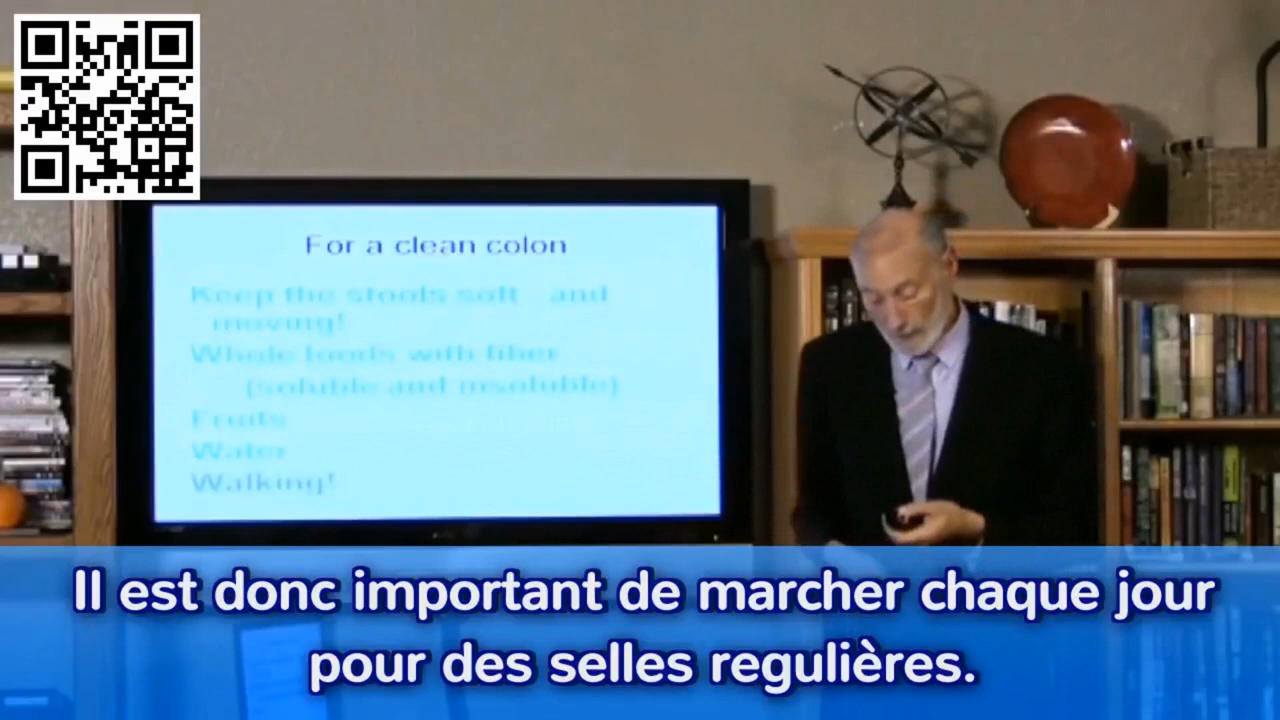 For a clean colon
Keep the stools soft and
moving!
Whole foods with fiber
(soluble and insoluble)
Fruits
Water
Walking!
Il est donc important de marcher chaque jour
pour des selles regulières.